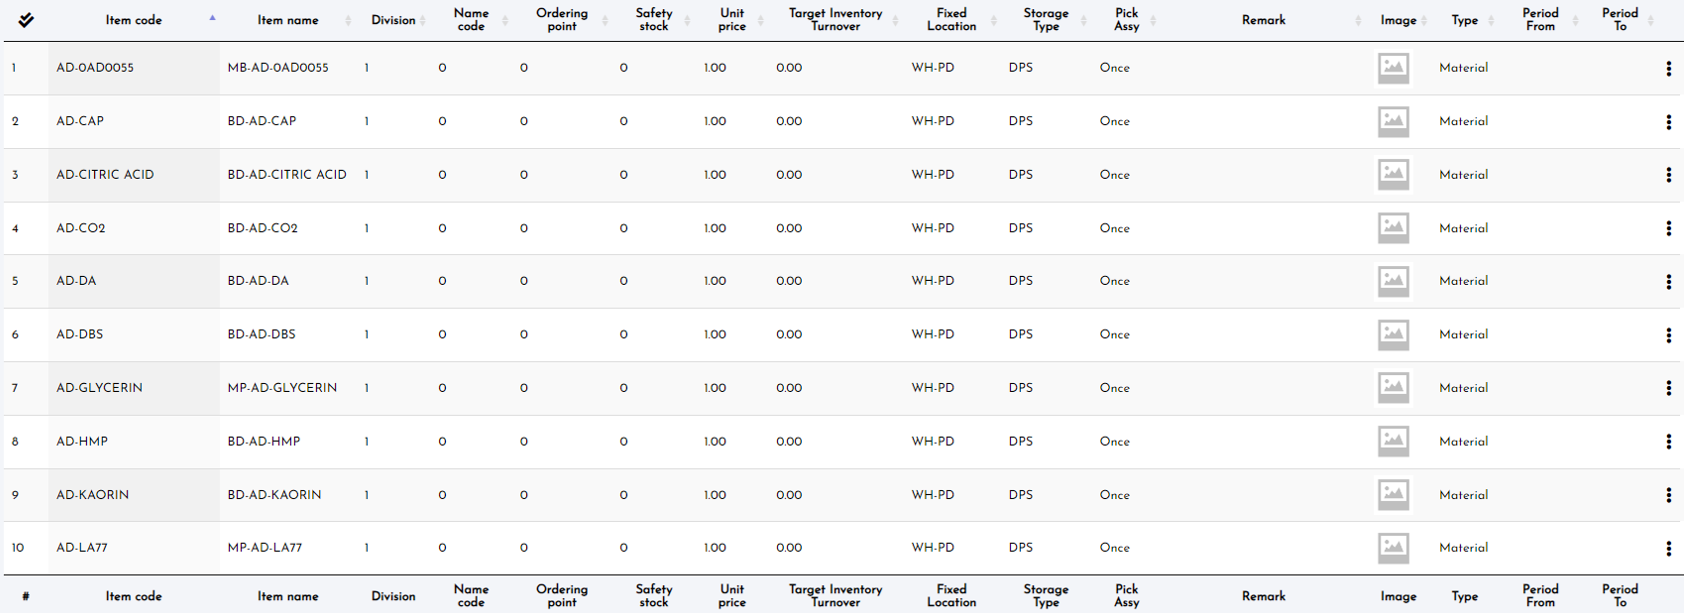 Item code Item name Division Name code Ordering point Safety stock Unit price Target Inventory Turnover Fixed Location Storage Type Pick Assy Remark Image Type Period From Period To
1 AD-0AD0055 MB-AD-0AD0055 1 0 0 0 1.00 0.00 WH-PD DPS Once Material
2 AD-CAP BD-AD-CAP 1 0 0 0 1.00 0.00 WH-PD DPS Once Material
3 AD-CITRIC ACID BD-AD-CITRIC ACID 1 0 0 0 1.00 0.00 WH-PD DPS Once Material
4 AD-CO2 BD-AD-CO2 1 0 0 0 1.00 0.00 WH-PD DPS Once Material
5 AD-DA BD-AD-DA 1 0 0 0 1.00 0.00 WH-PD DPS Once Material
6 AD-DBS BD-AD-DBS 1 0 0 0 1.00 0.00 WH-PD DPS Once Material
7 AD-GLYCERIN MP-AD-GLYCERIN 1 0 0 0 1.00 0.00 WH-PD DPS Once Material
8 AD-HMP BD-AD-HMP 1 0 0 0 1.00 0.00 WH-PD DPS Once Material
9 AD-KAORIN BD-AD-KAORIN 1 0 0 0 1.00 0.00 WH-PD DPS Once Material
10 AD-LA77 MP-AD-LA77 1 0 0 0 1.00 0.00 WH-PD DPS Once Material
# Item code Item name Division Name code Ordering point Safety stock Unit price Target Inventory Turnover Fixed Location Storage Type Pick Assy Remark Image Type Period From Period To